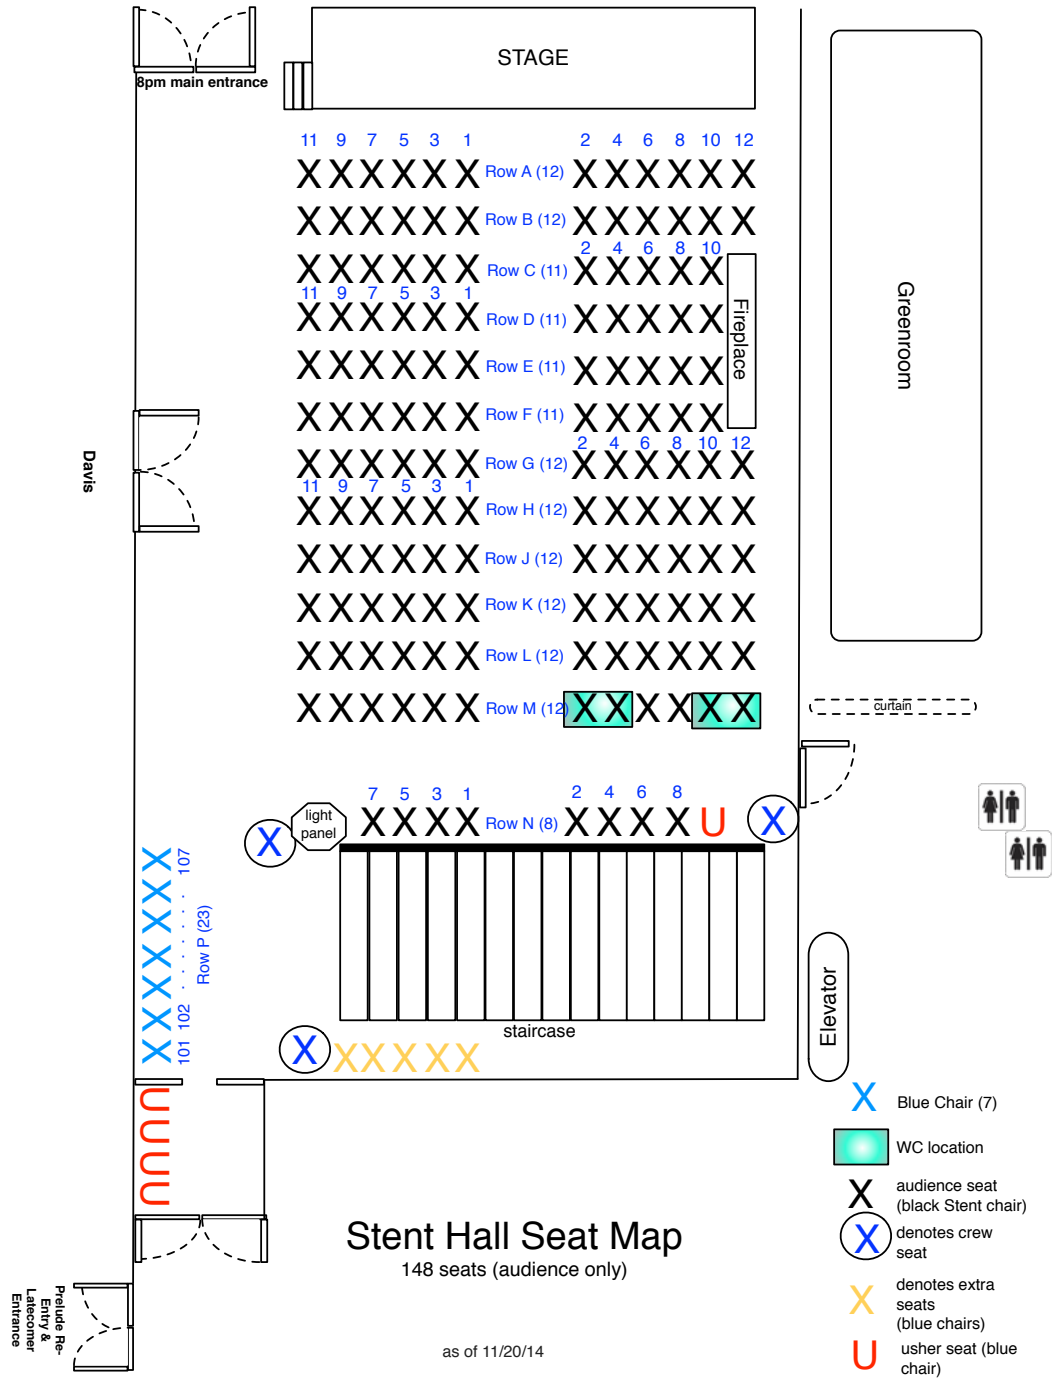 STAGE
8pm main entrance
11 9 7 5 3 1 2 4 6 8 10 12
Row A (12)
Row B (12)
2 4 6 8 10
Row C (11)
11 9 7 5 3 1
Row D (11)
Fireplace
Greenroom
Row E (11)
Row F (11)
2 4 6 8 10 12
Row G (12)
Davis
11 9 7 5 3 1
Row H (12)
Row J (12)
Row K (12)
Row L (12)
Row M (12)
curtain
7 5 3 1 2 4 6 8
light
panel
Row N (8)
U
101 102 . . . . . . 107
Row P (23)
Elevator
staircase
U U U U
X Blue Chair (7)
WC location
X audience seat
(black Stent chair)
X denotes crew
seat
X denotes extra
seats
(blue chairs)
U usher seat (blue
chair)
Stent Hall Seat Map
148 seats (audience only)
Prelude Re-
Entry &
Latecomer
Entrance
as of 11/20/14